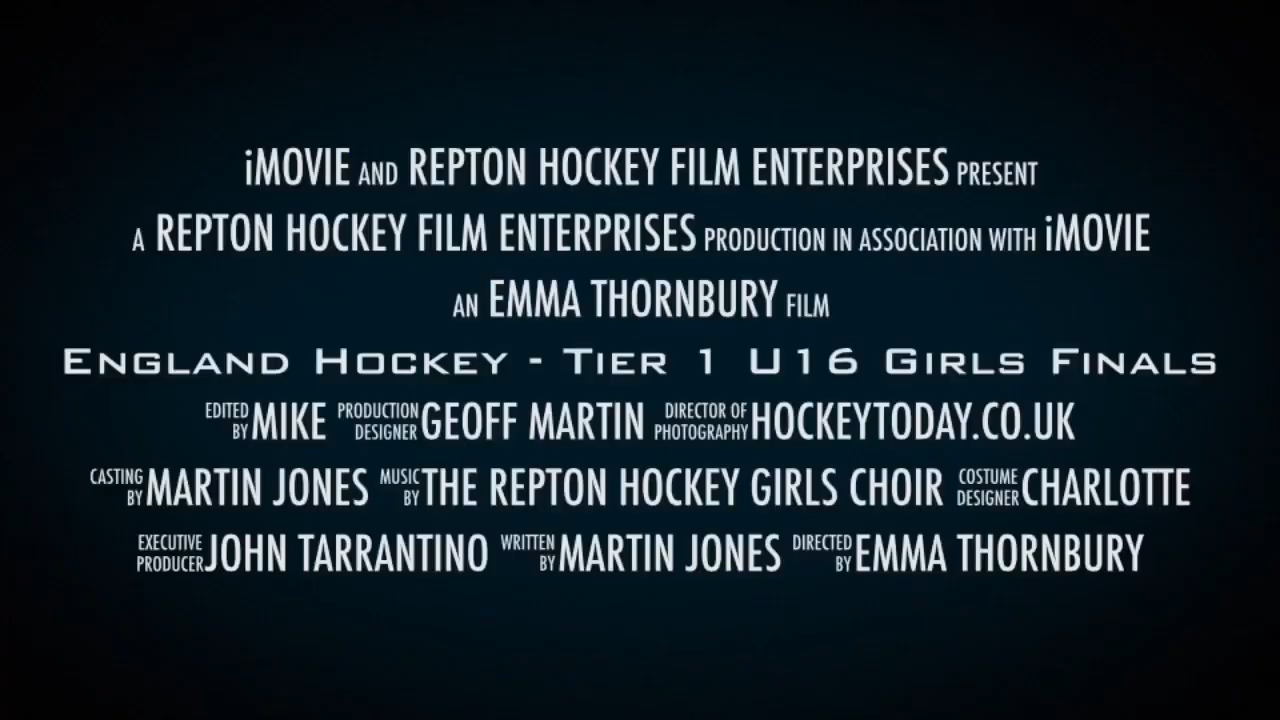 iMOVIE AND REPTON HOCKEY FILM ENTERPRISES PRESENT
A REPTON HOCKEY FILM ENTERPRISES PRODUCTION IN ASSOCIATION WITH iMOVIE
AN EMMA THORNBURY FILM
ENGLAND HOCKEY - TIER 1 U16 GIRLS FINALS
EDITED BY MIKE PRODUCTION DESIGNER GEOFF MARTIN DIRECTOR OF PHOTOGRAPHY HOCKEYTODAY.CO.UK
CASTING BY MARTIN JONES MUSIC BY THE REPTON HOCKEY GIRLS CHOIR COSTUME DESIGNER CHARLOTTE
EXECUTIVE PRODUCER JOHN TARRANTINO WRITTEN BY MARTIN JONES DIRECTED BY EMMA THORNBURY